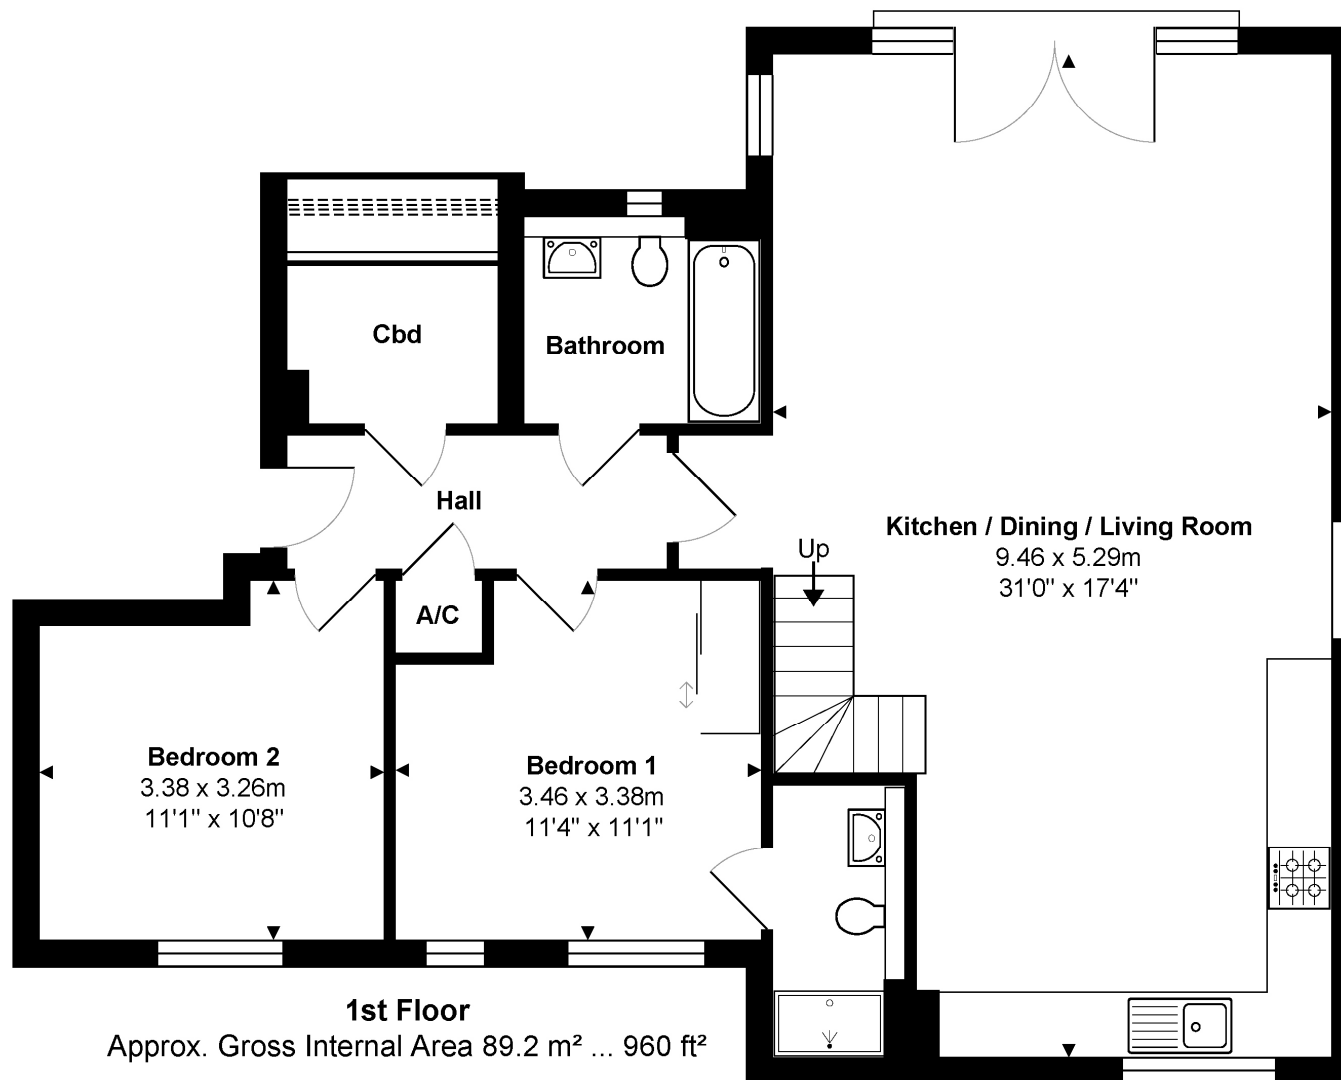 Cbd
Bathroom
Hall
Kitchen / Dining / Living Room
9.46 x 5.29m
31'0" x 17'4"
Up
A/C
Bedroom 2
3.38 x 3.26m
11'1" x 10'8"
Bedroom 1
3.46 x 3.38m
11'4" x 11'1"
1st Floor
Approx. Gross Internal Area 89.2 m² ... 960 ft²